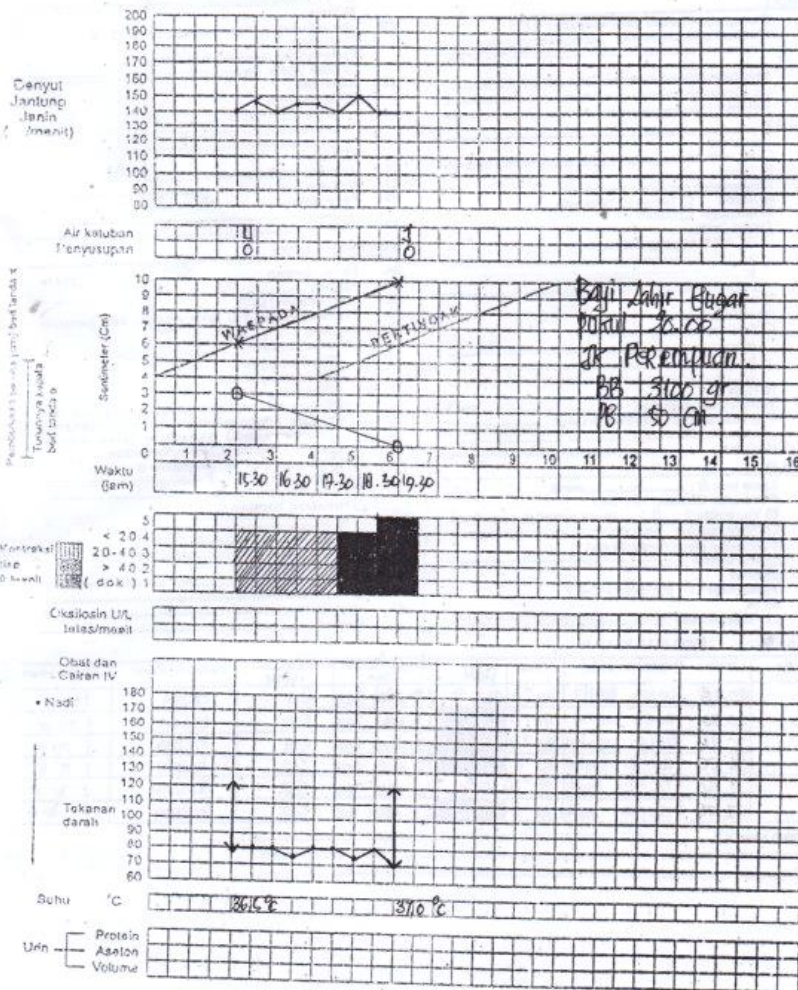 200
190
180
170
160
150
140
130
120
110
100
90
80
Denyut
Jantung
Janin
( /menit)
Air ketuban
Penyusupan
U
J
0
0
Sentimeter (Cm)
10
9
8
7
6
5
4
3
2
1
0
WASPADA
BERTINDAK
Turunnya kepala
Bayi Lahir Bugar
pukul 20.00
JK Perempuan.
BB 3100 gr
PB 50 cm.
1 2 3 4 5 6 7 8 9 10 11 12 13 14 15 16
Waktu
(jam)
15.30 16.30 17.30 18.30 19.30
Kontraksi
tiap
5
< 20 4
20-40 3
> 40 2
( dok ) 1
Oksitosin U/L
tetes/menit
Obat dan
Cairan IV
• Nadi
180
170
160
150
140
130
120
110
100
90
80
70
60
Tekanan
darah
Suhu °C
36,5°C 37,0 °C
Urin
Protein
Aseton
Volume